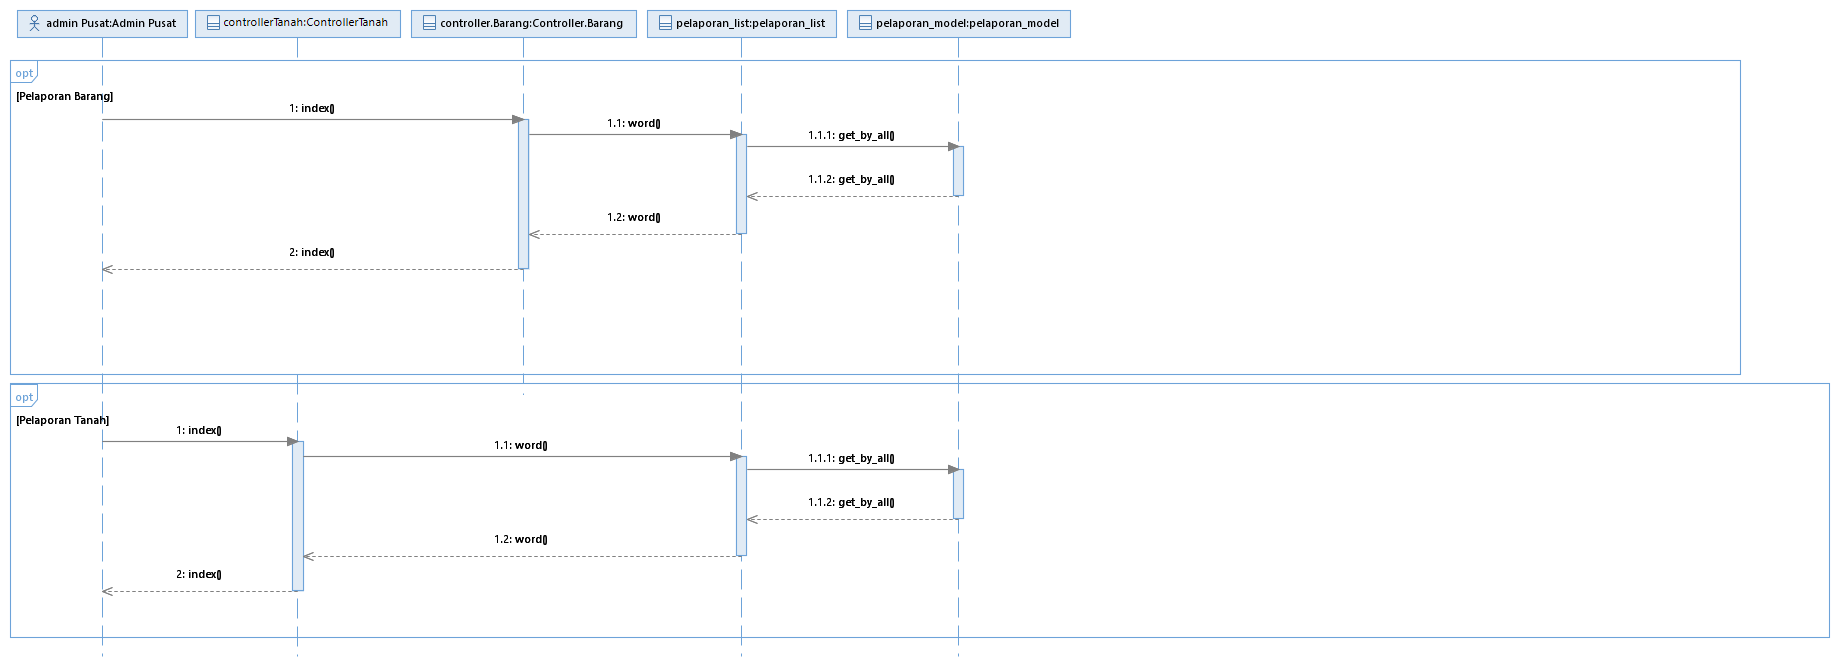 admin Pusat:Admin Pusat
controllerTanah:ControllerTanah
controller.Barang:Controller.Barang
pelaporan_list:pelaporan_list
pelaporan_model:pelaporan_model
opt
[Pelaporan Barang]
1: index()
1.1: word()
1.1.1: get_by_all()
1.1.2: get_by_all()
1.2: word()
2: index()
opt
[Pelaporan Tanah]
1: index()
1.1: word()
1.1.1: get_by_all()
1.1.2: get_by_all()
1.2: word()
2: index()